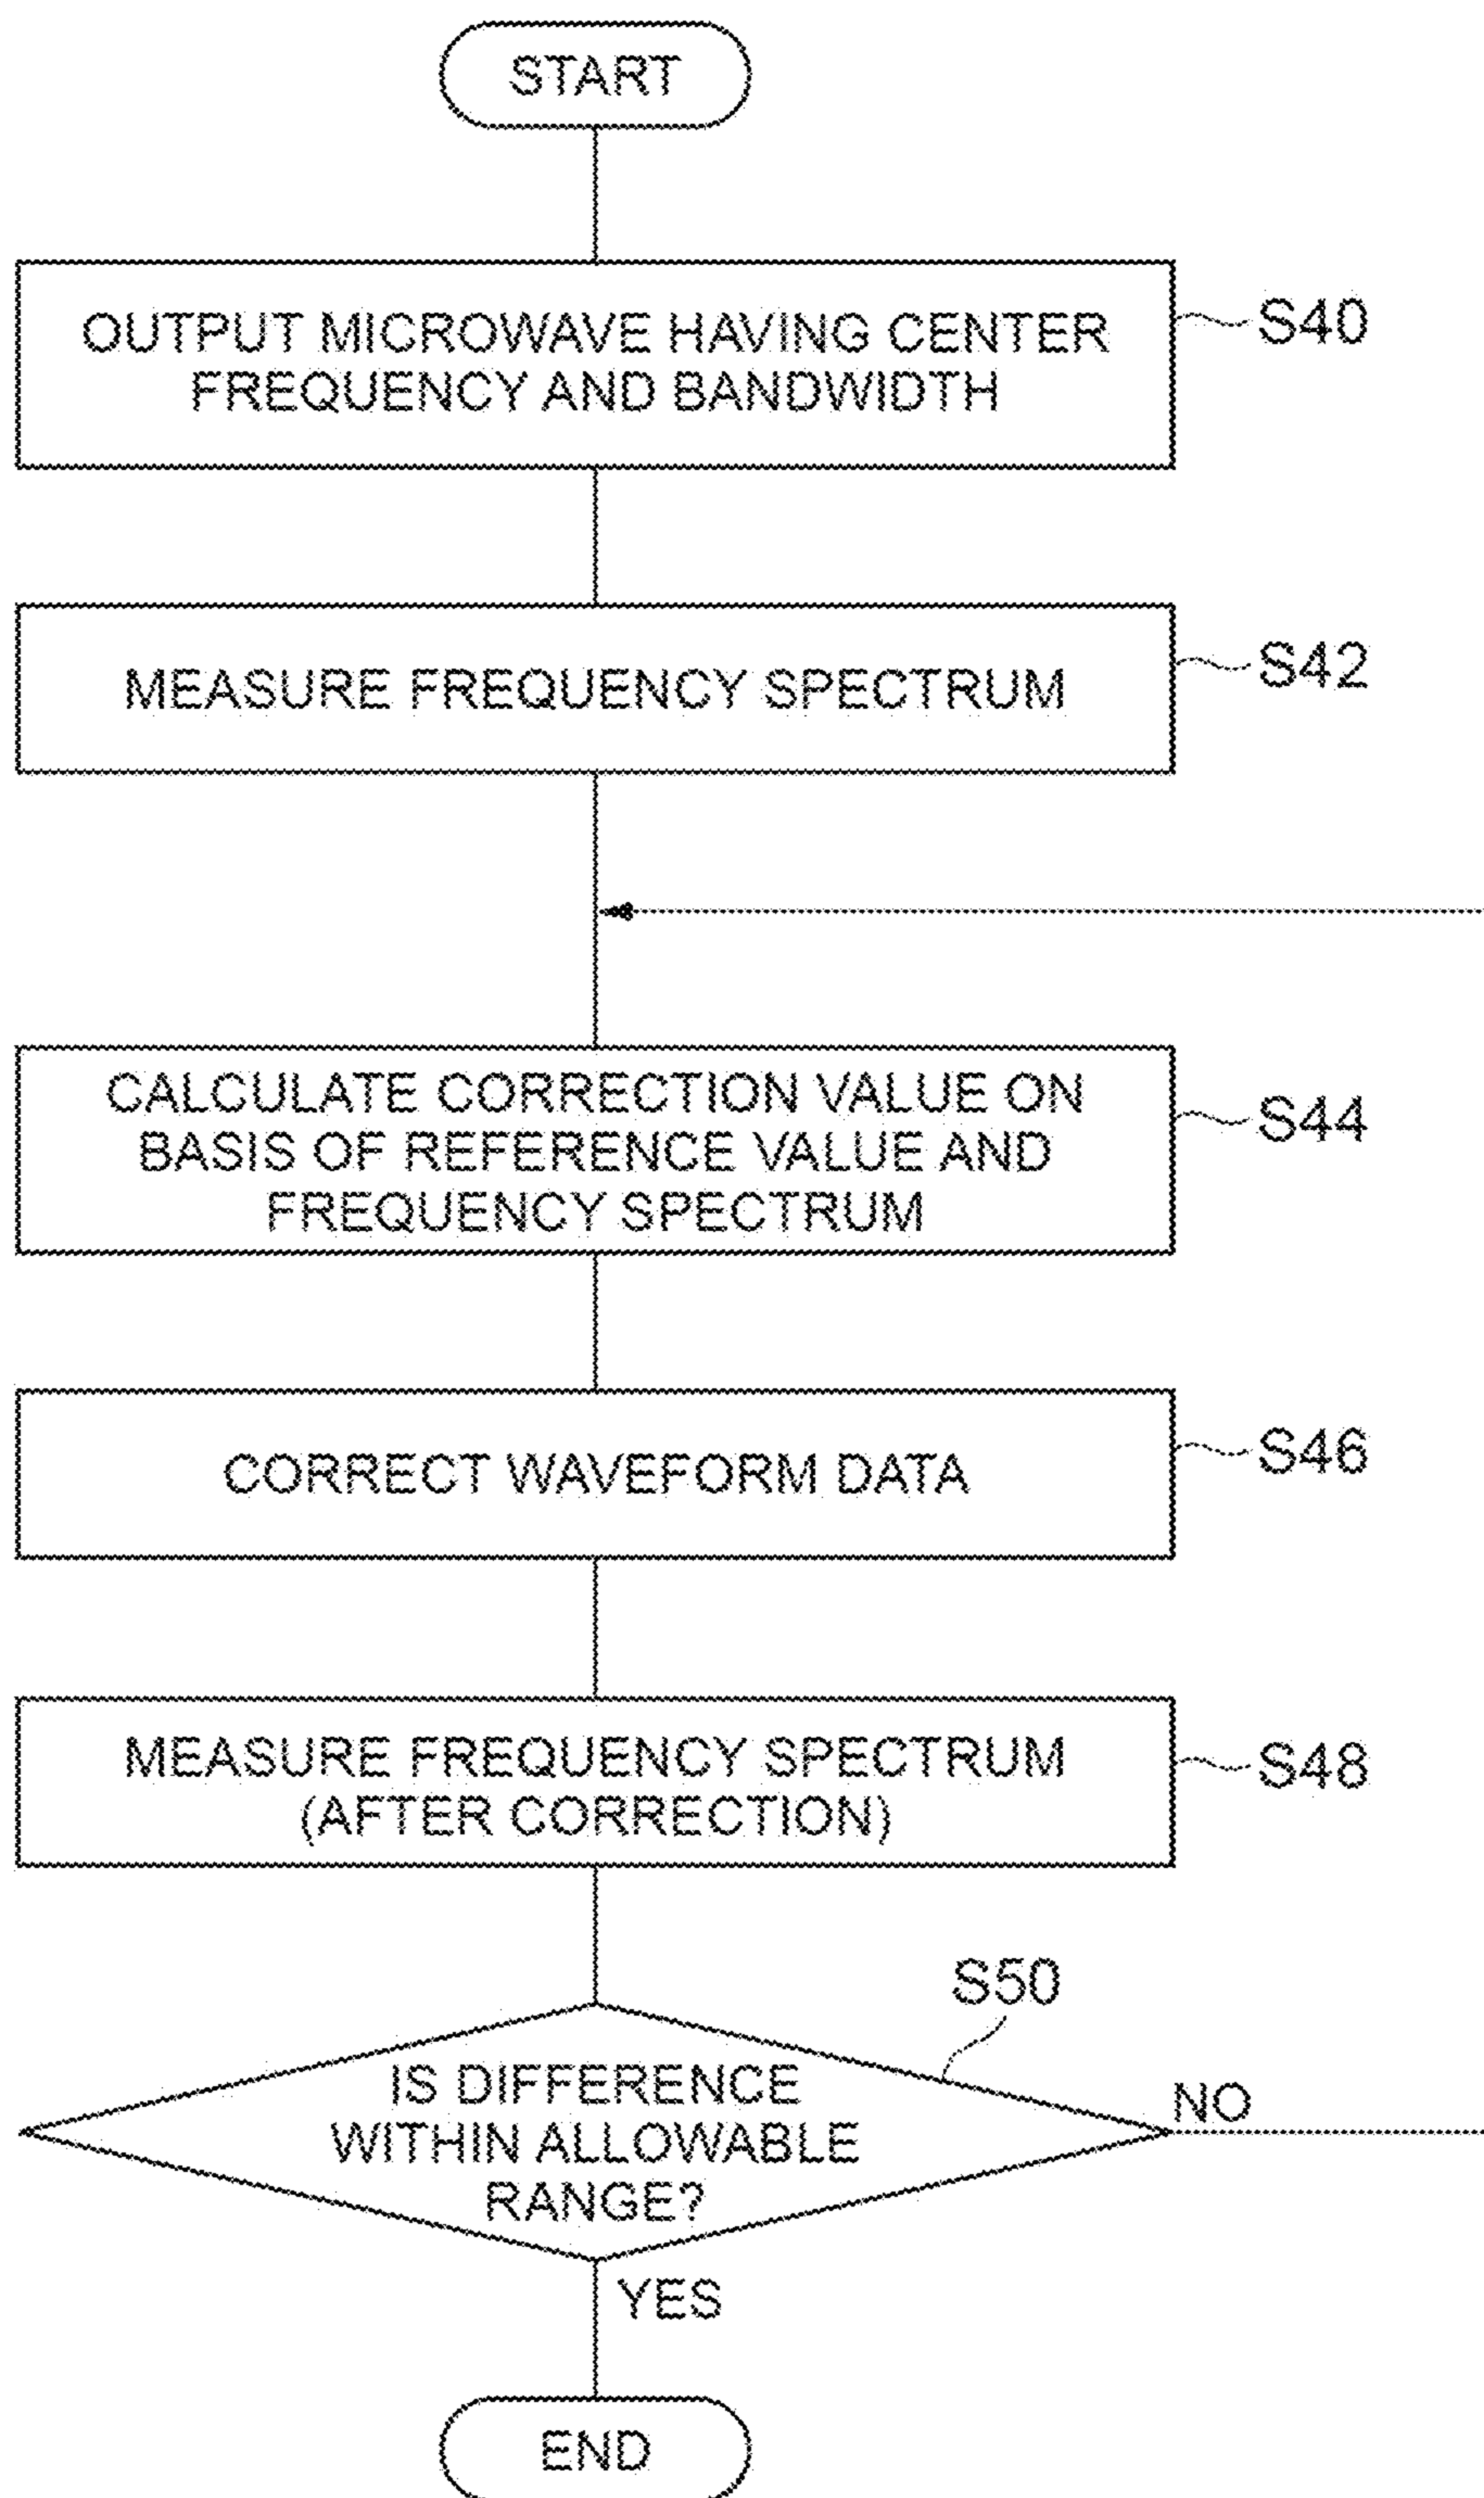 START
OUTPUT MICROWAVE HAVING CENTER
FREQUENCY AND BANDWIDTH
S40
MEASURE FREQUENCY SPECTRUM
S42
CALCULATE CORRECTION VALUE ON
BASIS OF REFERENCE VALUE AND
FREQUENCY SPECTRUM
S44
CORRECT WAVEFORM DATA
S46
MEASURE FREQUENCY SPECTRUM
(AFTER CORRECTION)
S48
S50
IS DIFFERENCE
WITHIN ALLOWABLE
RANGE?
NO
YES
END